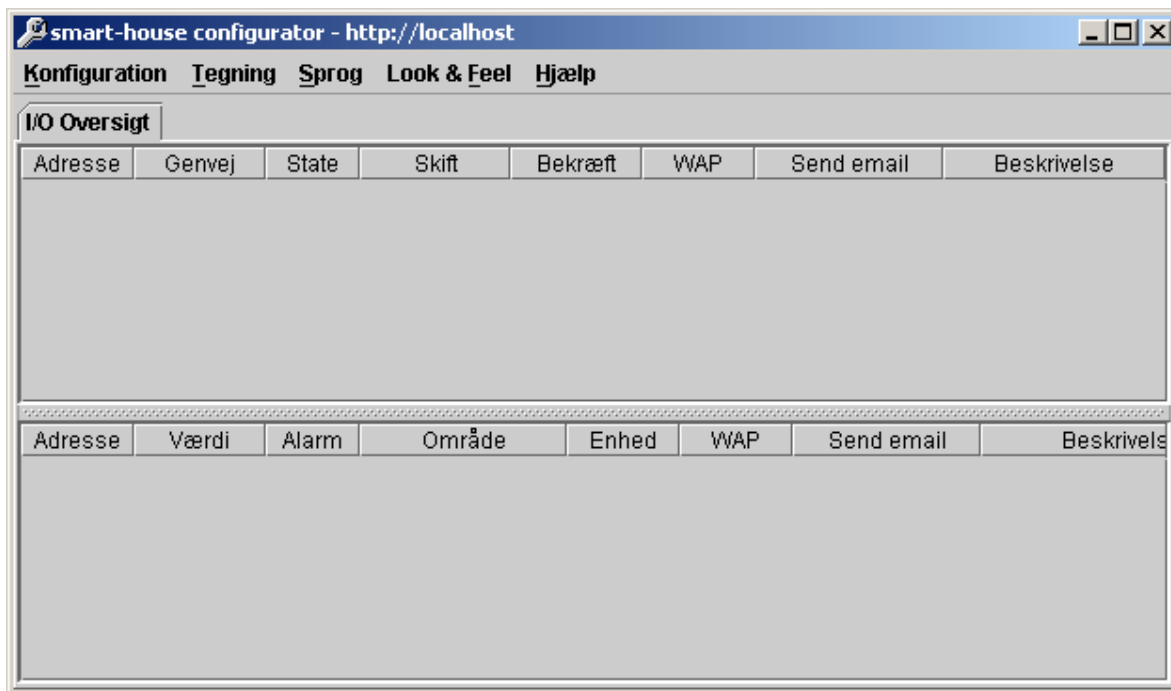 smart-house configurator - http://localhost
Konfiguration Tegning Sprog Look & Feel Hjælp
I/O Oversigt
Adresse Genvej State Skift Bekræft WAP Send email Beskrivelse
Adresse Værdi Alarm Område Enhed WAP Send email Beskrivels